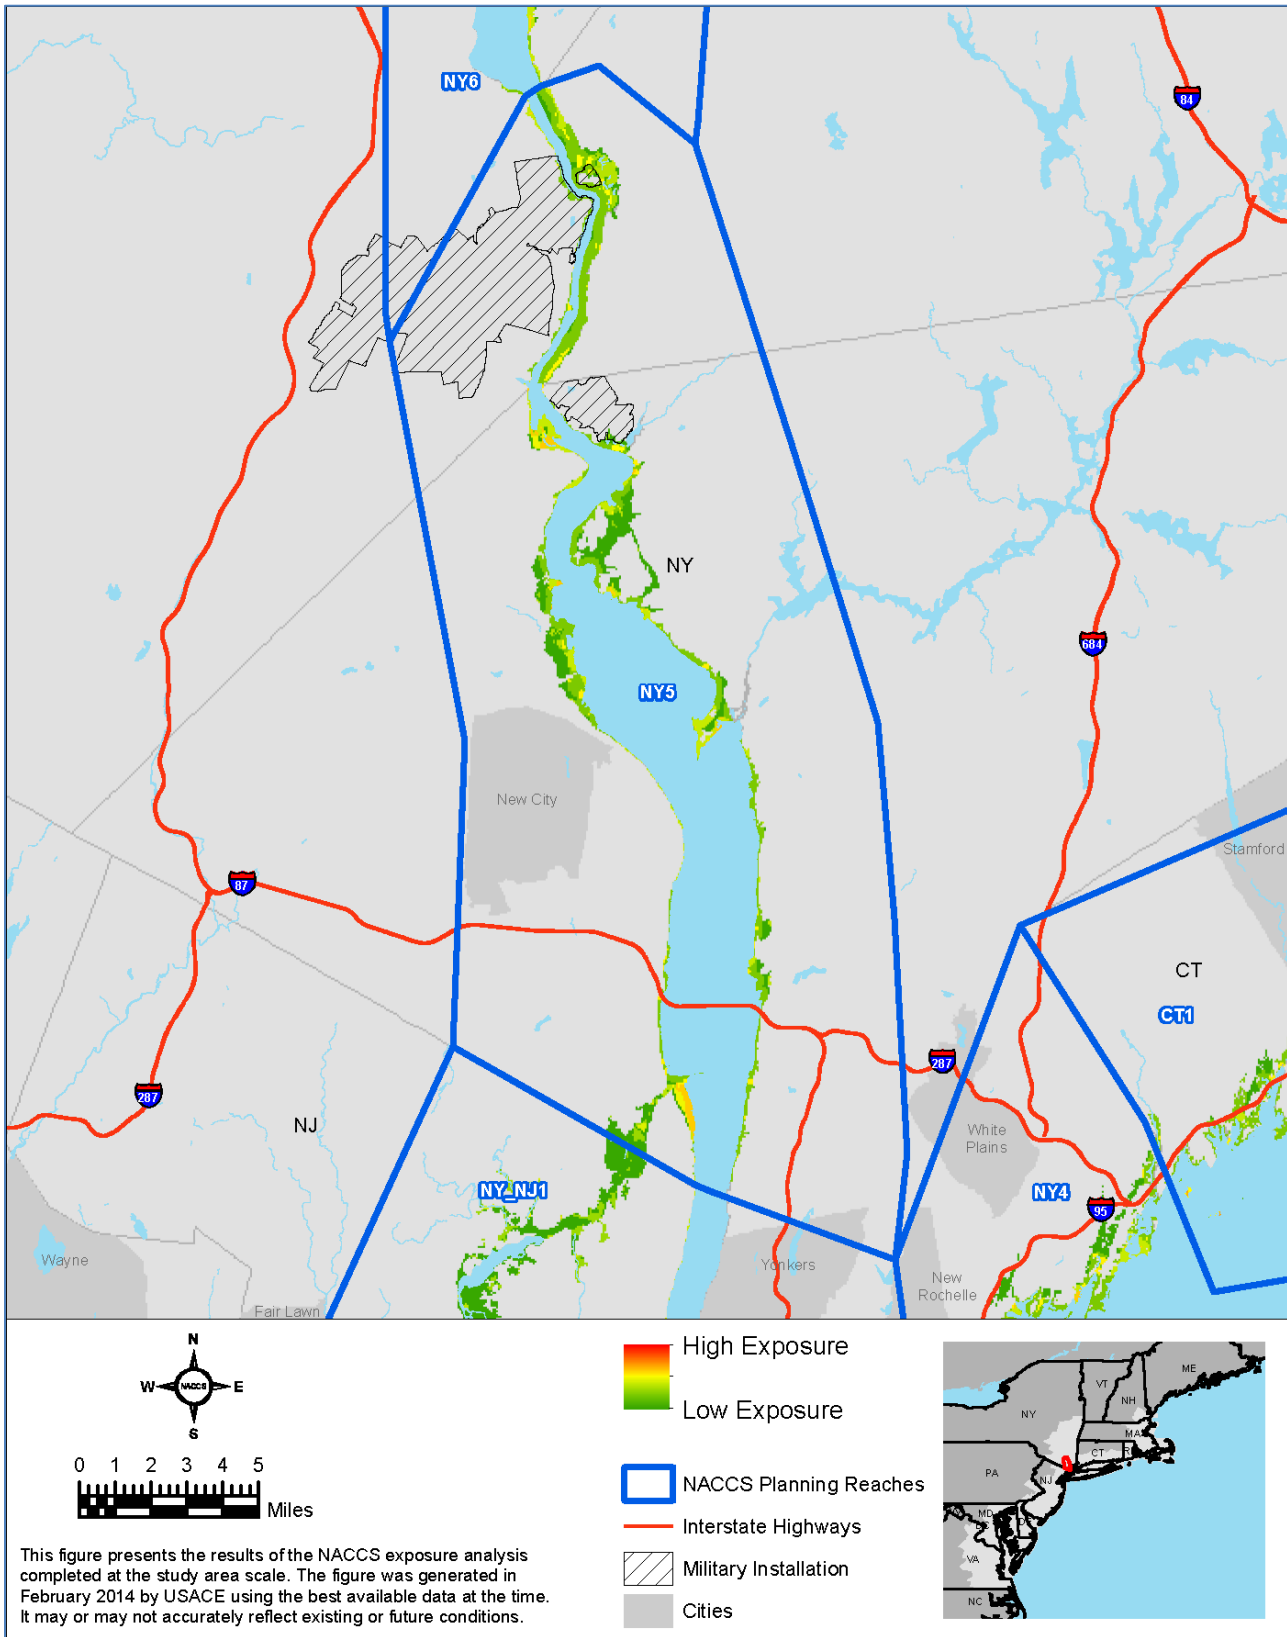 NY6
84
NY
684
NY5
New City
Stamford
87
CT
CT1
287
287
NJ
White
Plains
NY_NJ1
NY4
95
Wayne
Yonkers
New
Rochelle
Fair Lawn
N
W
NACCS
E
S
0 1 2 3 4 5
Miles
This figure presents the results of the NACCS exposure analysis
completed at the study area scale. The figure was generated in
February 2014 by USACE using the best available data at the time.
It may or may not accurately reflect existing or future conditions.
High Exposure
Low Exposure
NACCS Planning Reaches
Interstate Highways
Military Installation
Cities
ME
VT
NH
NY
MA
CT
PA
NJ
MD
VA
NC